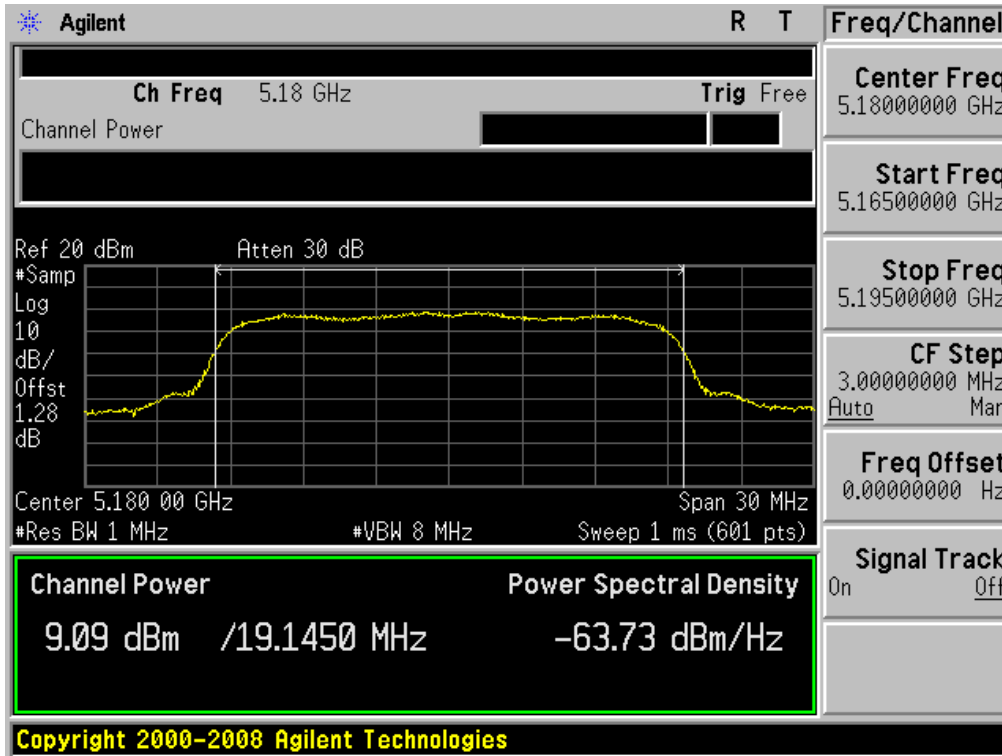 Agilent R T Freq/Channel
Ch Freq 5.18 GHz Trig Free
Channel Power
Center Freq
5.18000000 GHz
Start Freq
5.16500000 GHz
Stop Freq
5.19500000 GHz
CF Step
3.00000000 MHz
Auto Man
Freq Offset
0.00000000 Hz
Signal Track
On Off
Ref 20 dBm Atten 30 dB
#Samp
Log
10
dB/
Offst
1.28
dB
Center 5.180 00 GHz Span 30 MHz
#Res BW 1 MHz #VBW 8 MHz Sweep 1 ms (601 pts)
Channel Power Power Spectral Density
9.09 dBm /19.1450 MHz -63.73 dBm/Hz
Copyright 2000-2008 Agilent Technologies